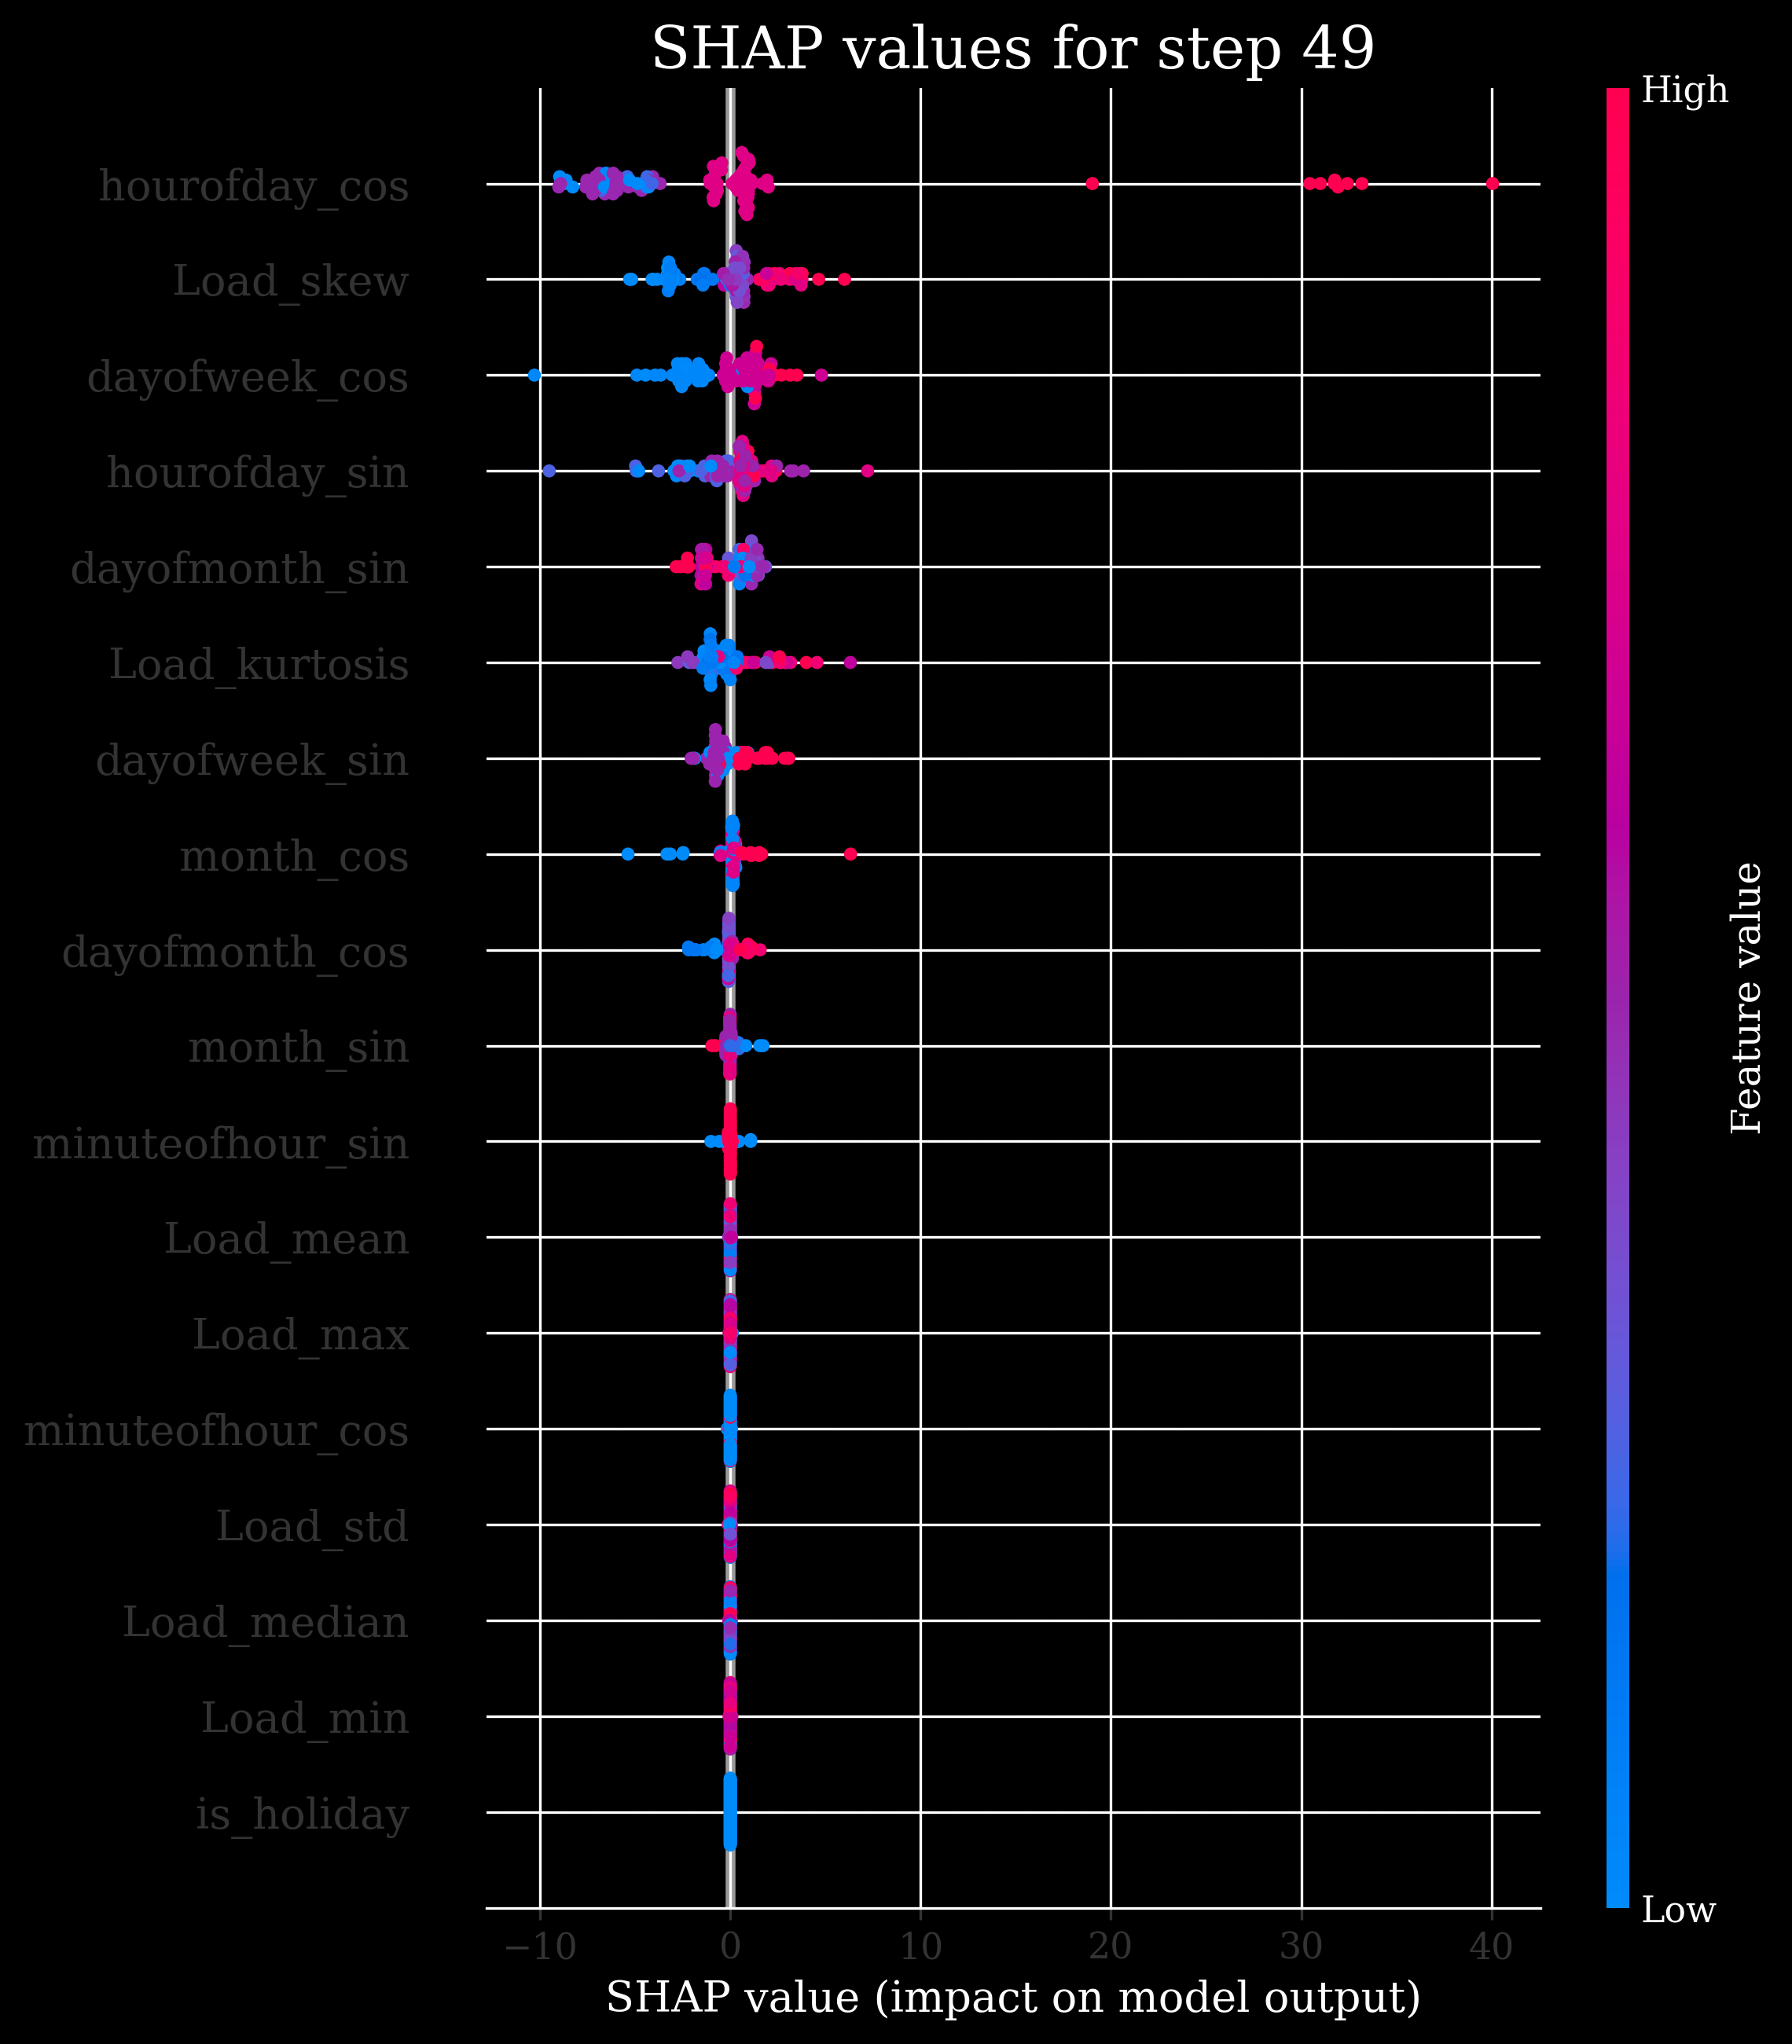 SHAP values for step 49
High
hourofday_cos
Load_skew
dayofweek_cos
hourofday_sin
dayofmonth_sin
Load_kurtosis
dayofweek_sin
month_cos
dayofmonth_cos
month_sin
minuteofhour_sin
Load_mean
Load_max
minuteofhour_cos
Load_std
Load_median
Load_min
is_holiday
Feature value
Low
−10 0 10 20 30 40
SHAP value (impact on model output)